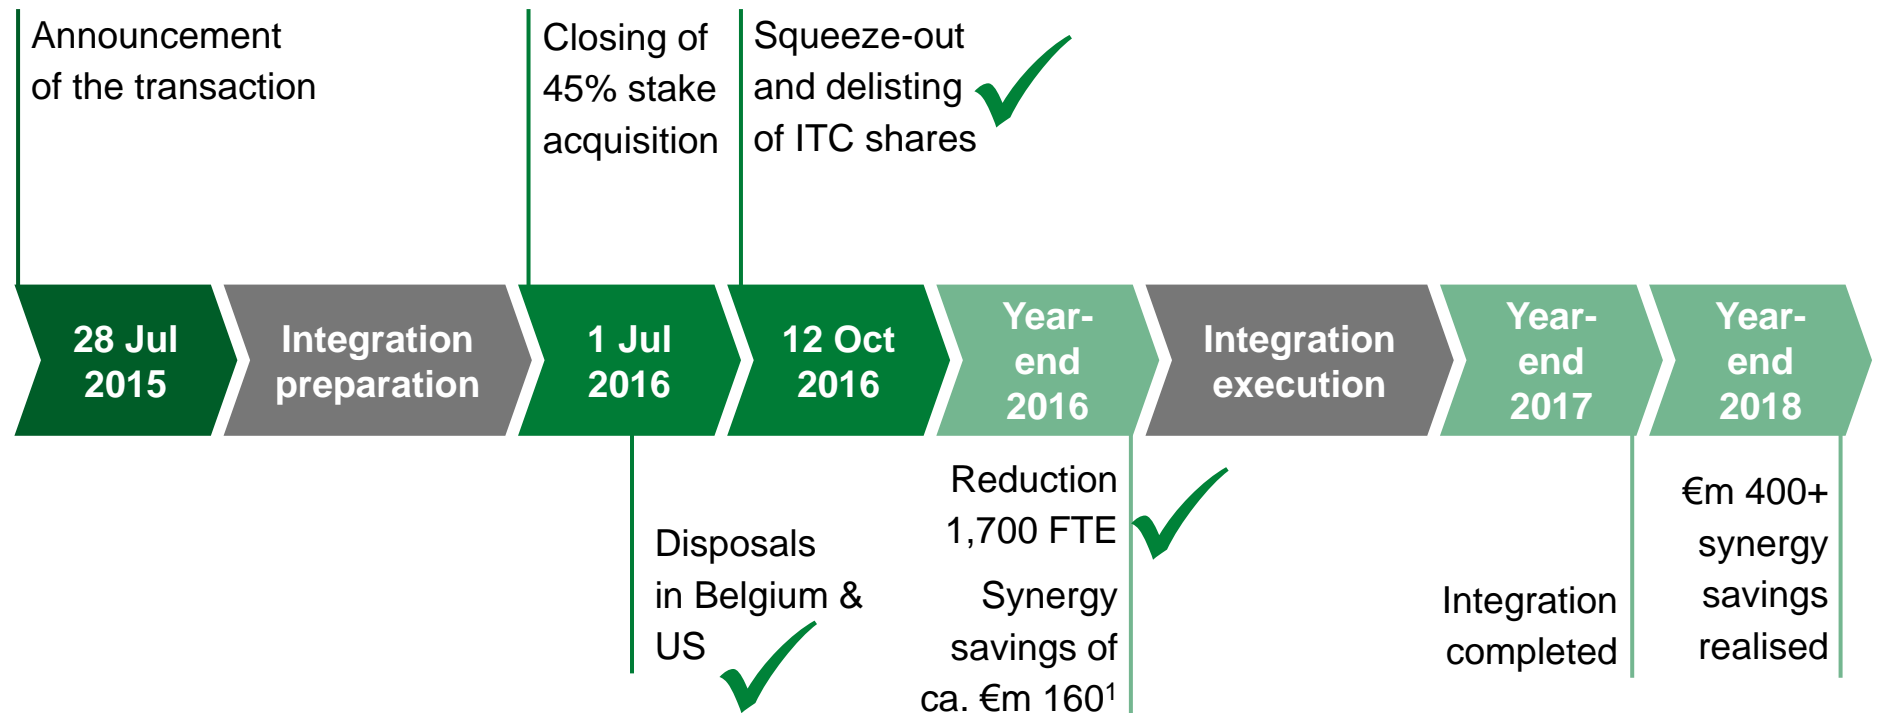 Announcement
of the transaction
Closing of
45% stake
acquisition
Squeeze-out
and delisting
of ITC shares
28 Jul
2015
Integration
preparation
1 Jul
2016
12 Oct
2016
Year-
end
2016
Integration
execution
Year-
end
2017
Year-
end
2018
Disposals
in Belgium &
US
Reduction
1,700 FTE
Synergy
savings of
ca. €m 160¹
Integration
completed
€m 400+
synergy
savings
realised